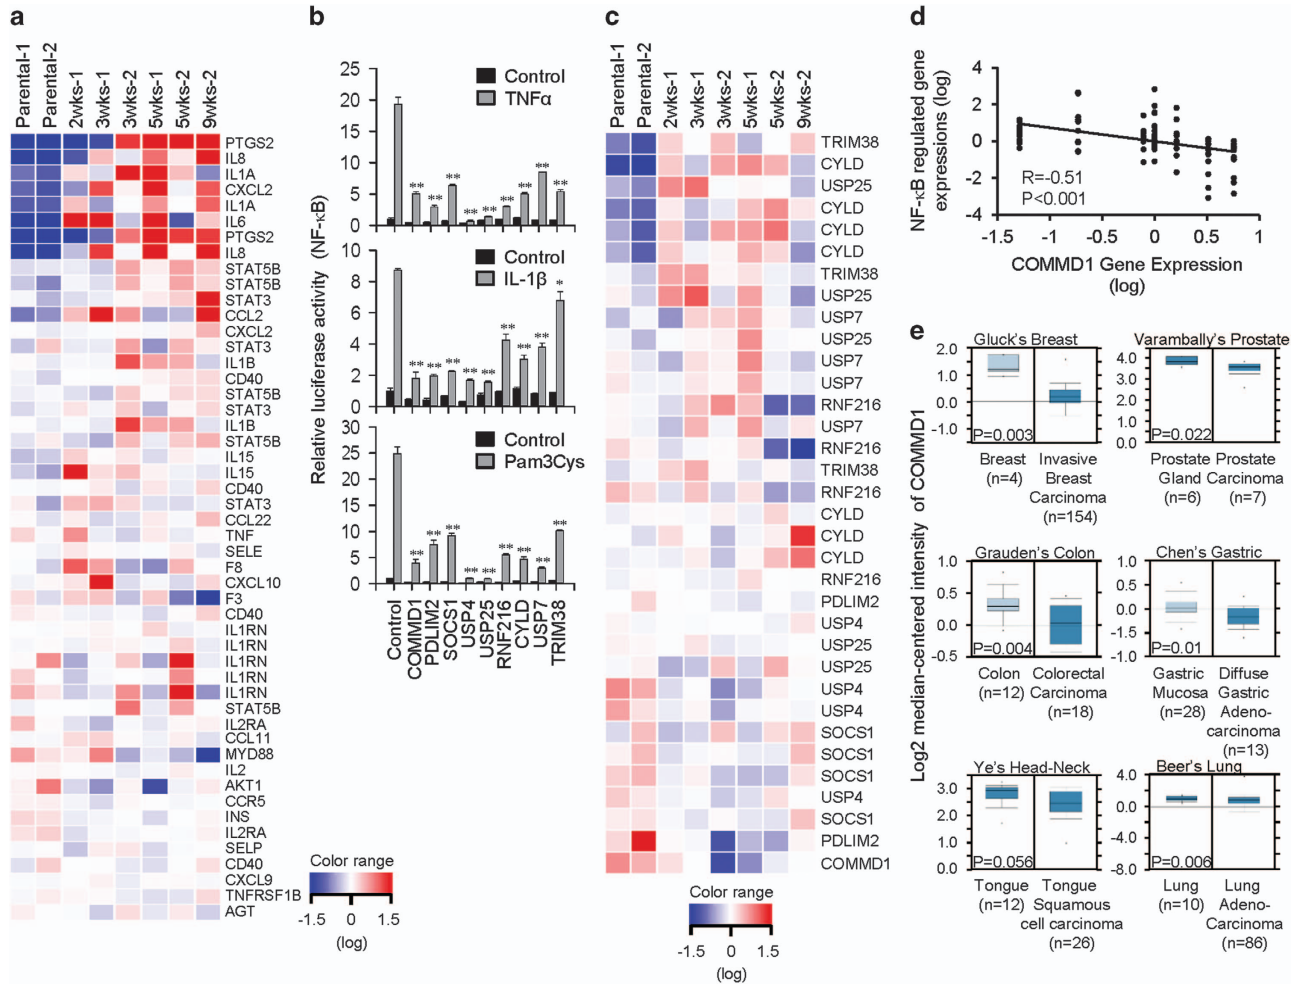 a
Parental-1
Parental-2
2wks-1
3wks-1
3wks-2
5wks-1
5wks-2
9wks-2
PTGS2
IL8
IL1A
CXCL2
IL1A
IL6
PTGS2
IL8
STAT5B
STAT5B
STAT3
CCL2
CXCL2
STAT3
IL1B
CD40
STAT5B
STAT3
IL1B
STAT5B
IL15
IL15
CD40
STAT3
CCL22
TNF
SELE
F8
CXCL10
F3
CD40
IL1RN
IL1RN
IL1RN
IL1RN
IL1RN
STAT5B
IL2RA
CCL11
MYD88
IL2
AKT1
CCR5
INS
IL2RA
SELP
CD40
CXCL9
TNFRSF1B
AGT
Color range
-1.5 0 1.5
(log)
b
Relative luciferase activity (NF-κB)
25
20
15
10
5
0
Control
TNFα
** ** ** ** ** ** ** ** **
10
8
6
4
2
0
Control
IL-1β
** ** ** ** ** ** ** ** *
30
25
20
15
10
5
0
Control
Pam3Cys
** ** ** ** ** ** ** ** **
Control
COMMD1
PDLIM2
SOCS1
USP4
USP25
RNF216
CYLD
USP7
TRIM38
c
Parental-1
Parental-2
2wks-1
3wks-1
3wks-2
5wks-1
5wks-2
9wks-2
TRIM38
CYLD
USP25
CYLD
CYLD
CYLD
TRIM38
USP25
USP7
USP25
USP7
USP7
RNF216
USP7
RNF216
TRIM38
RNF216
CYLD
CYLD
CYLD
RNF216
PDLIM2
USP4
USP25
USP25
USP4
USP4
SOCS1
SOCS1
SOCS1
USP4
SOCS1
PDLIM2
COMMD1
Color range
-1.5 0 1.5
(log)
d
NF-κB regulated gene
expressions (log)
4
2
0
-2
-4
R=-0.51
P<0.001
-1.5 -1 -0.5 0 0.5 1
COMMD1 Gene Expression
(log)
e
Log2 median-centered intensity of COMMD1
Gluck's Breast
2.0
1.0
0.0
-1.0
P=0.003
Breast
(n=4)
Invasive
Breast
Carcinoma
(n=154)
Varambally's Prostate
4.0
3.0
2.0
1.0
0.0
P=0.022
Prostate
Gland
(n=6)
Prostate
Carcinoma
(n=7)
Grauden's Colon
1.0
0.5
0.0
-0.5
P=0.004
Colon
(n=12)
Colorectal
Carcinoma
(n=18)
Chen's Gastric
1.0
0.0
-1.5
-1.0
P=0.01
Gastric
Mucosa
(n=28)
Diffuse
Gastric
Adeno-
carcinoma
(n=13)
Ye's Head-Neck
3.0
2.0
1.0
0.0
P=0.056
Tongue
(n=12)
Tongue
Squamous
cell carcinoma
(n=26)
Beer's Lung
4.0
0.0
-4.0
-8.0
P=0.006
Lung
(n=10)
Lung
Adeno-
Carcinoma
(n=86)